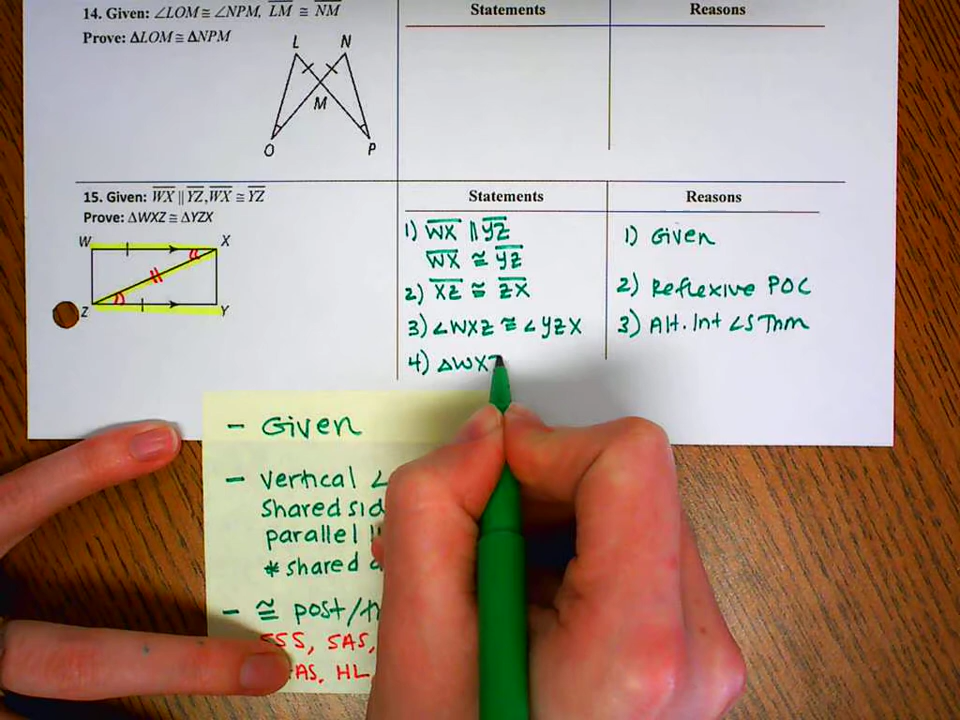 14. Given: ∠LOM ≅ ∠NPM, LM ≅ NM
Prove: ΔLOM ≅ ΔNPM
Statements
Reasons
L N
M
O P
15. Given: WX || YZ, WX ≅ YZ
Prove: ΔWXZ ≅ ΔYZX
W X
Z Y
Statements
Reasons
1) WX || YZ
WX ≅ YZ
2) XZ ≅ ZX
3) ∠WXZ ≅ ∠YZX
4) ΔWXZ
1) Given
2) Reflexive POC
3) Alt. Int ∠S Thm
- Given
- Vertical ∠
Shared sid
parallel
* shared
- ≅ post/
SSS, SAS,
AS, HL